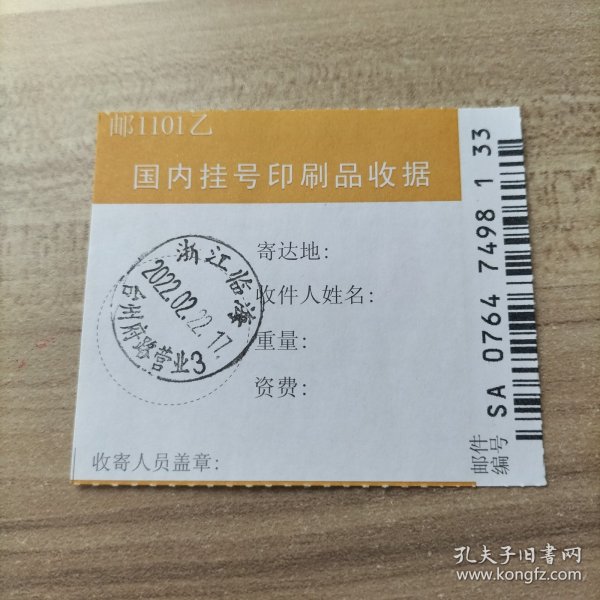 邮1101乙
国内挂号印刷品收据
寄达地：
收件人姓名：
重量：
资费：
收寄人员盖章：
浙江临海
2022.02.22.17.
台州府路营业3
邮件
编号
SA 0764 7498 1 33
孔夫子旧书网
www.kongfz.com